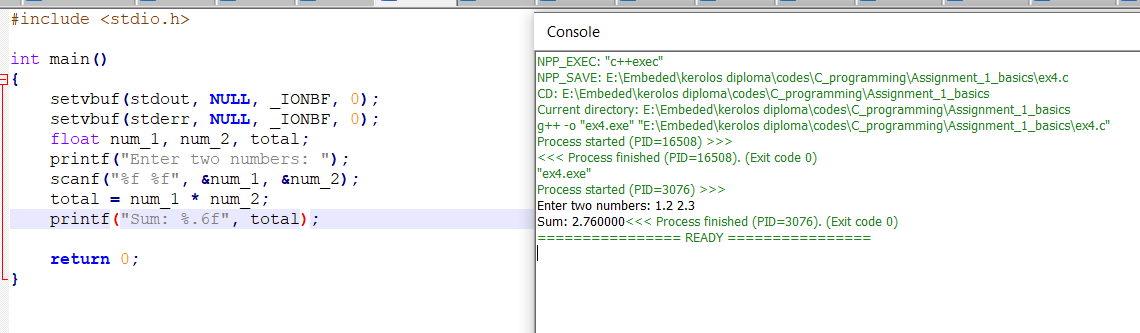 #include <stdio.h>
int main()
{
setvbuf(stdout, NULL, _IONBF, 0);
setvbuf(stderr, NULL, _IONBF, 0);
float num_1, num_2, total;
printf("Enter two numbers: ");
scanf("%f %f", &num_1, &num_2);
total = num_1 * num_2;
printf("Sum: %.6f", total);
return 0;
}
Console
NPP_EXEC: "c++exec"
NPP_SAVE: E:\Embeded\kerolos diploma\codes\C_programming\Assignment_1_basics\ex4.c
CD: E:\Embeded\kerolos diploma\codes\C_programming\Assignment_1_basics
Current directory: E:\Embeded\kerolos diploma\codes\C_programming\Assignment_1_basics
g++ -o "ex4.exe" "E:\Embeded\kerolos diploma\codes\C_programming\Assignment_1_basics\ex4.c"
Process started (PID=16508) >>>
<<< Process finished (PID=16508). (Exit code 0)
"ex4.exe"
Process started (PID=3076) >>>
Enter two numbers: 1.2 2.3
Sum: 2.760000<<< Process finished (PID=3076). (Exit code 0)
================ READY ================